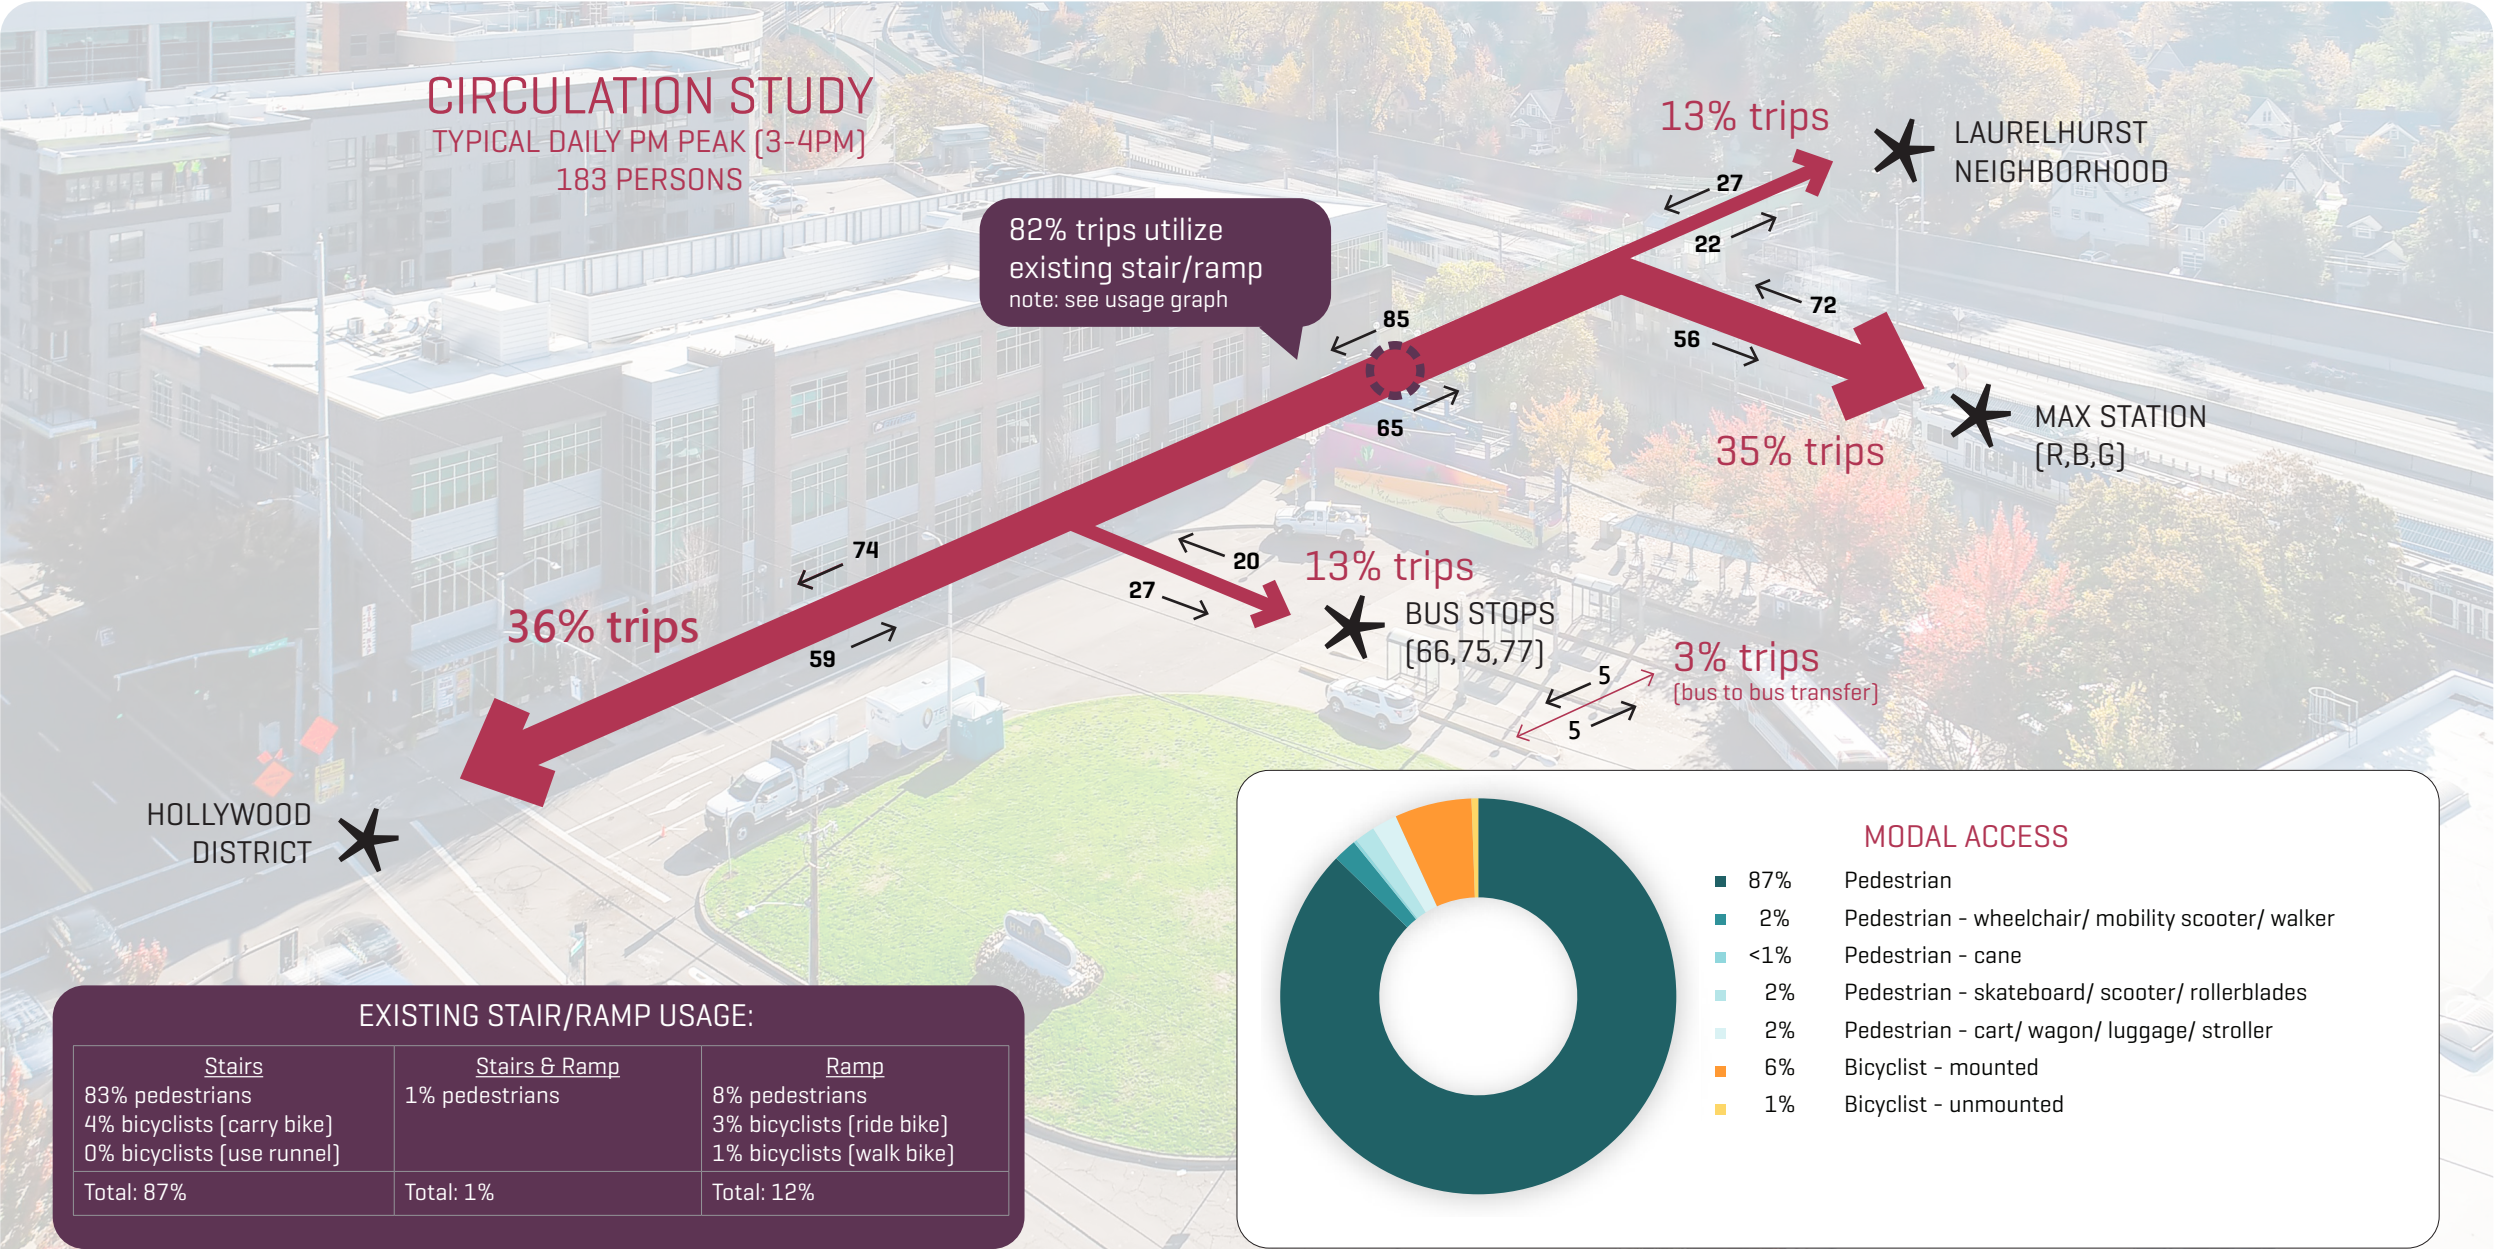 CIRCULATION STUDY
TYPICAL DAILY PM PEAK (3-4PM)
183 PERSONS
13% trips
LAURELHURST
NEIGHBORHOOD
27
22
82% trips utilize
existing stair/ramp
note: see usage graph
85
65
72
56
MAX STATION
(R,B,G)
35% trips
74
59
36% trips
20
27
13% trips
BUS STOPS
(66,75,77)
5
5
3% trips
(bus to bus transfer)
HOLLYWOOD
DISTRICT
EXISTING STAIR/RAMP USAGE:
Stairs
83% pedestrians
4% bicyclists (carry bike)
0% bicyclists (use runnel)
Total: 87%
Stairs & Ramp
1% pedestrians
Total: 1%
Ramp
8% pedestrians
3% bicyclists (ride bike)
1% bicyclists (walk bike)
Total: 12%
MODAL ACCESS
87% Pedestrian
2% Pedestrian - wheelchair/ mobility scooter/ walker
<1% Pedestrian - cane
2% Pedestrian - skateboard/ scooter/ rollerblades
2% Pedestrian - cart/ wagon/ luggage/ stroller
6% Bicyclist - mounted
1% Bicyclist - unmounted